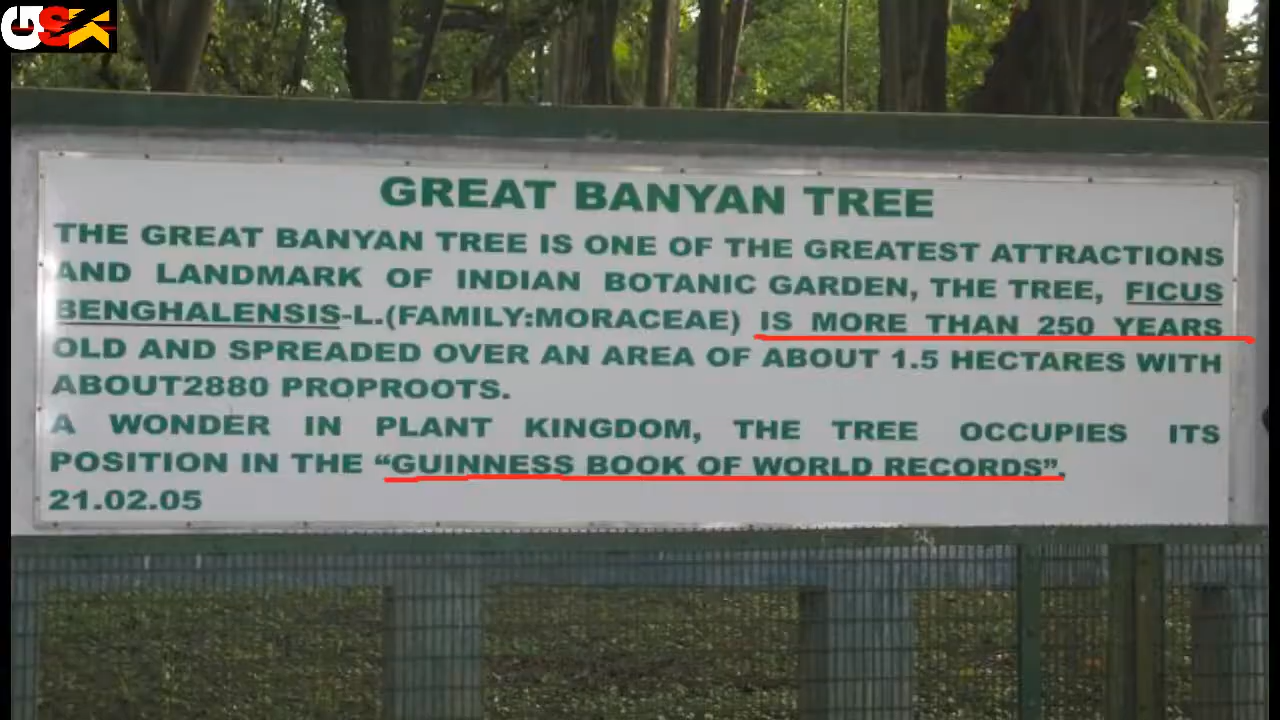 GSK
GREAT BANYAN TREE
THE GREAT BANYAN TREE IS ONE OF THE GREATEST ATTRACTIONS
AND LANDMARK OF INDIAN BOTANIC GARDEN, THE TREE, FICUS
BENGHALENSIS-L.(FAMILY:MORACEAE) IS MORE THAN 250 YEARS
OLD AND SPREADED OVER AN AREA OF ABOUT 1.5 HECTARES WITH
ABOUT2880 PROPROOTS.
A WONDER IN PLANT KINGDOM, THE TREE OCCUPIES ITS
POSITION IN THE “GUINNESS BOOK OF WORLD RECORDS”.
21.02.05